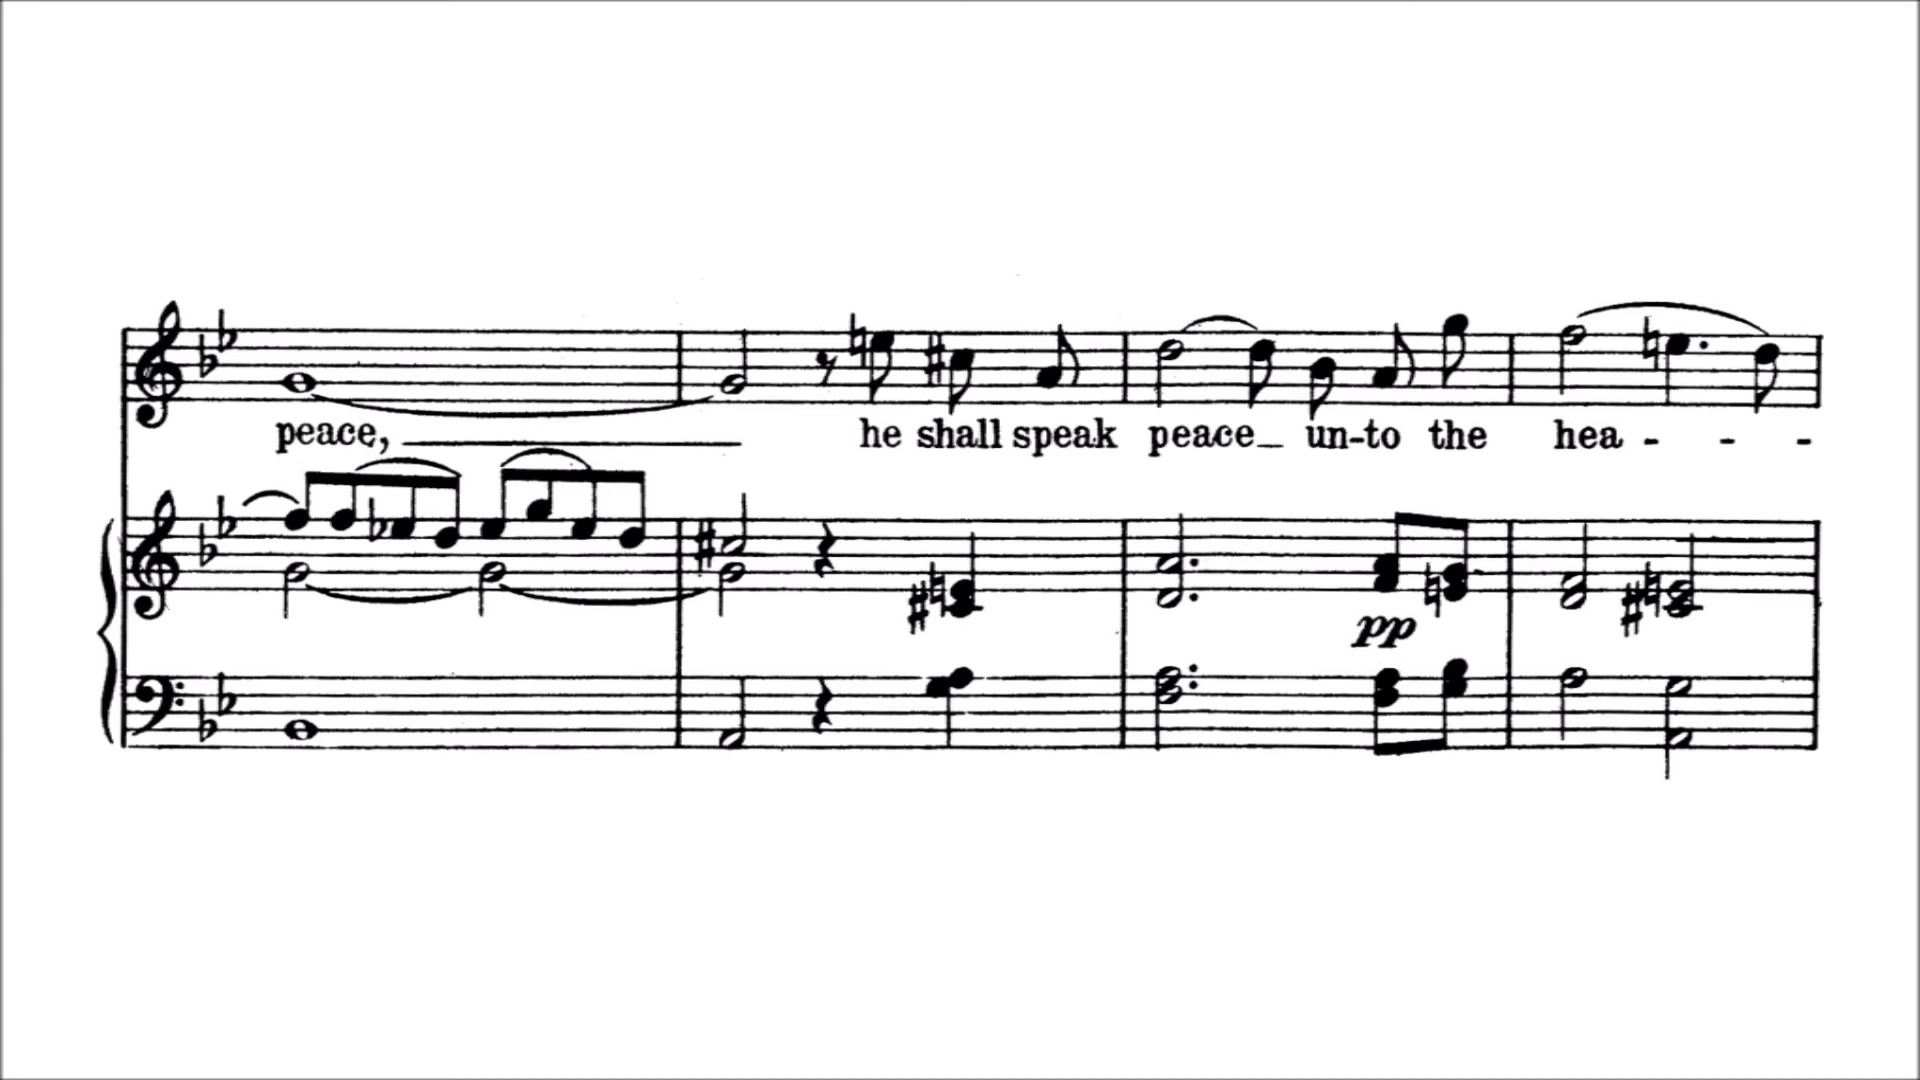 peace, he shall speak peace_ un-to the hea - - -
pp